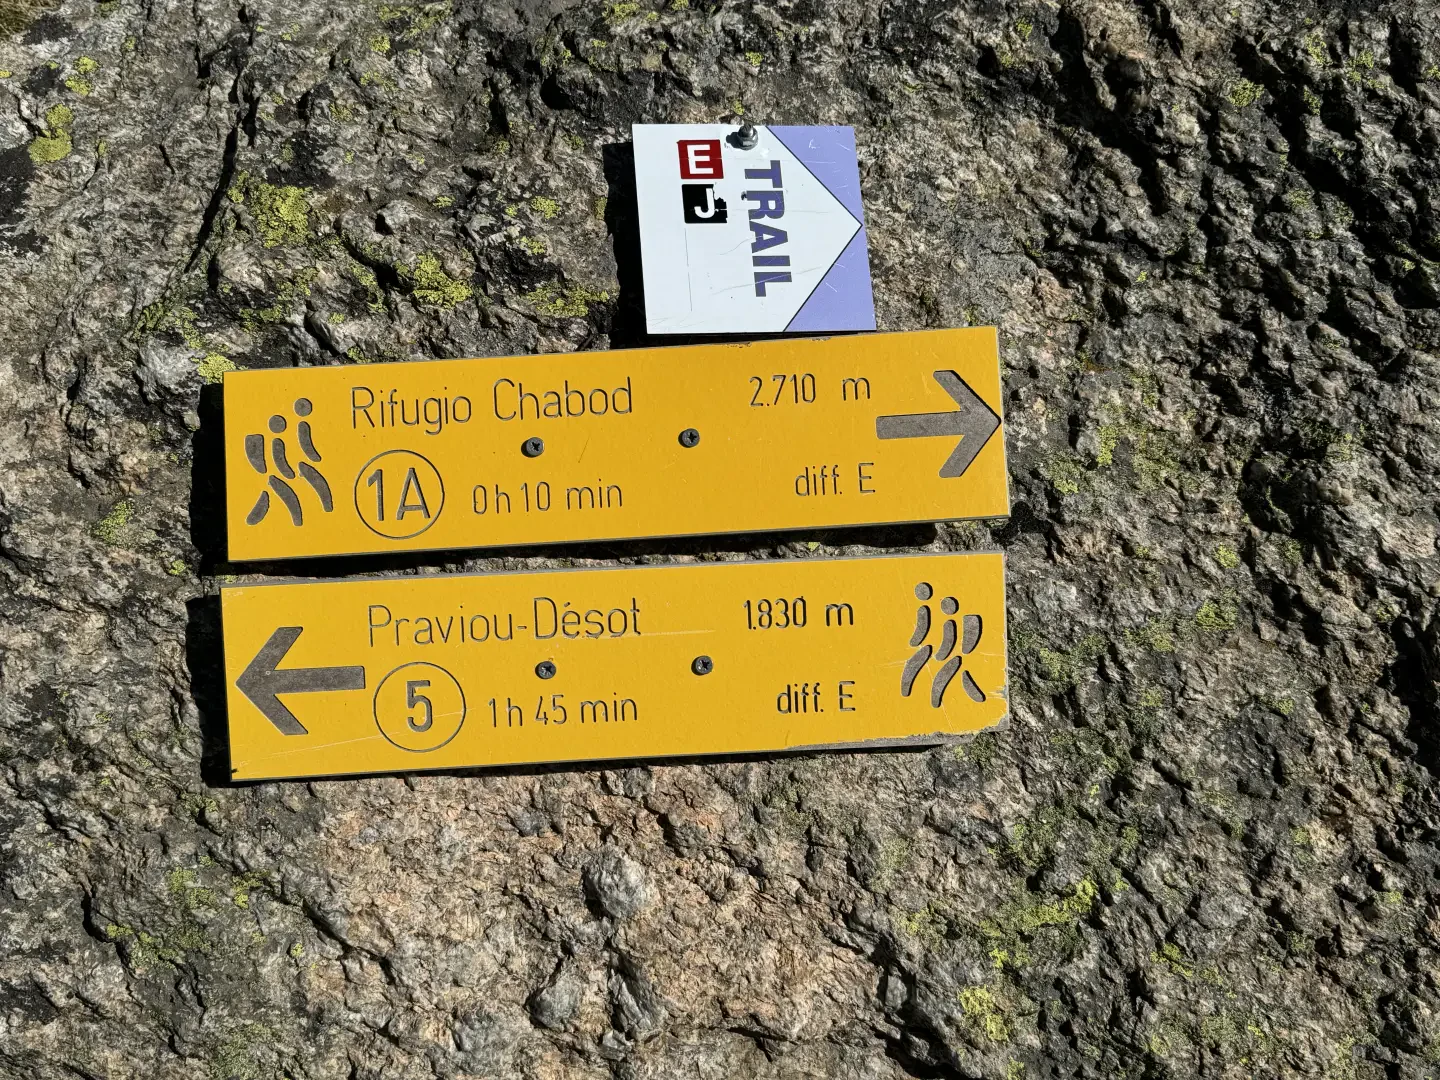 E
J
TRAIL
Rifugio Chabod 2.710 m
1A 0h 10 min diff. E
Praviou-Désot 1.830 m
5 1h 45 min diff. E